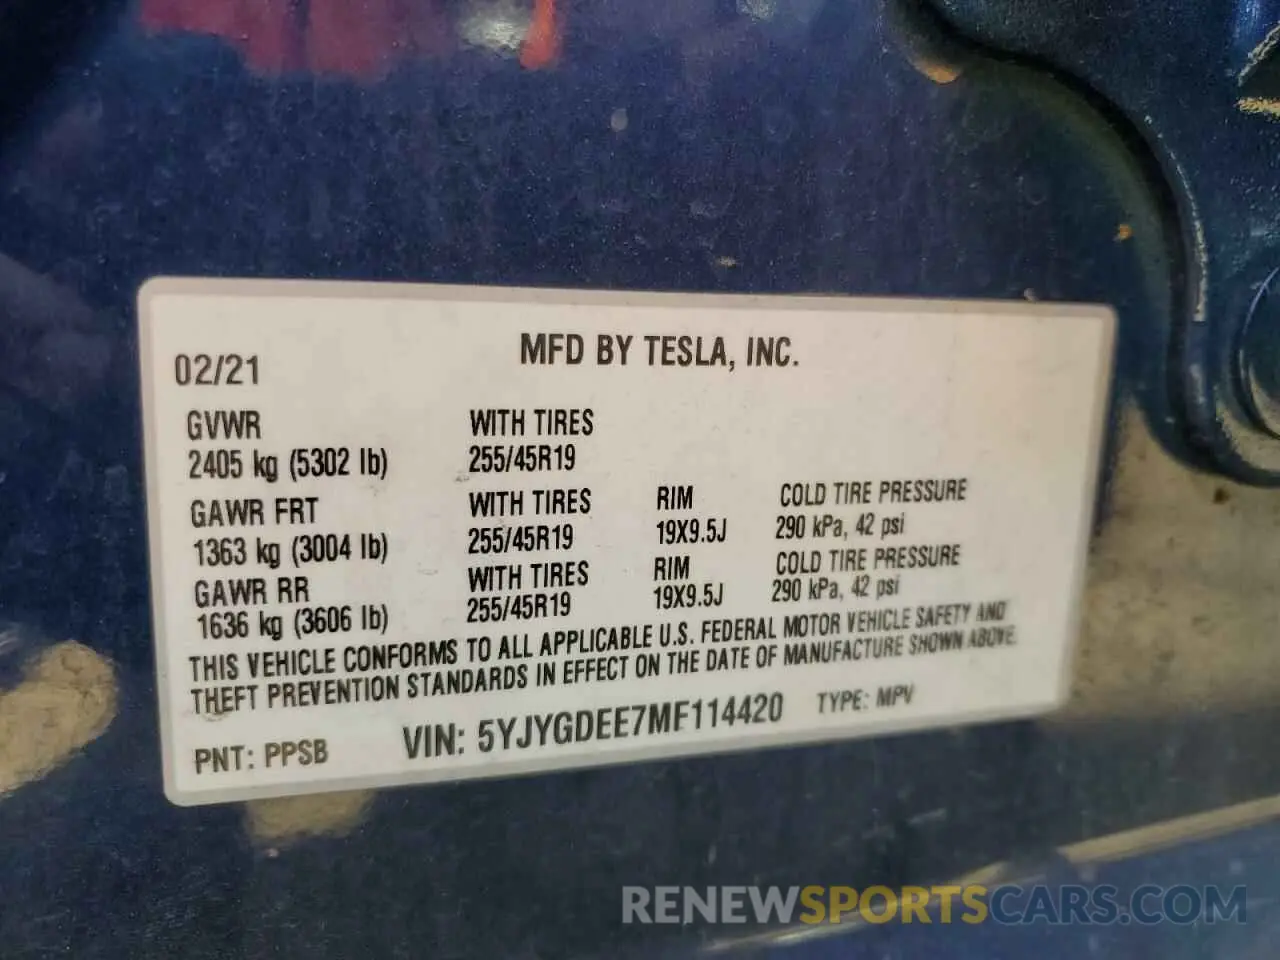 MFD BY TESLA, INC.
02/21
GVWR WITH TIRES
2405 kg (5302 lb) 255/45R19
GAWR FRT WITH TIRES RIM COLD TIRE PRESSURE
1363 kg (3004 lb) 255/45R19 19X9.5J 290 kPa, 42 psi
GAWR RR WITH TIRES RIM COLD TIRE PRESSURE
1636 kg (3606 lb) 255/45R19 19X9.5J 290 kPa, 42 psi
THIS VEHICLE CONFORMS TO ALL APPLICABLE U.S. FEDERAL MOTOR VEHICLE SAFETY AND
THEFT PREVENTION STANDARDS IN EFFECT ON THE DATE OF MANUFACTURE SHOWN ABOVE.
PNT: PPSB VIN: 5YJYGDEE7MF114420 TYPE: MPV
RENEWSPORTSCARS.COM